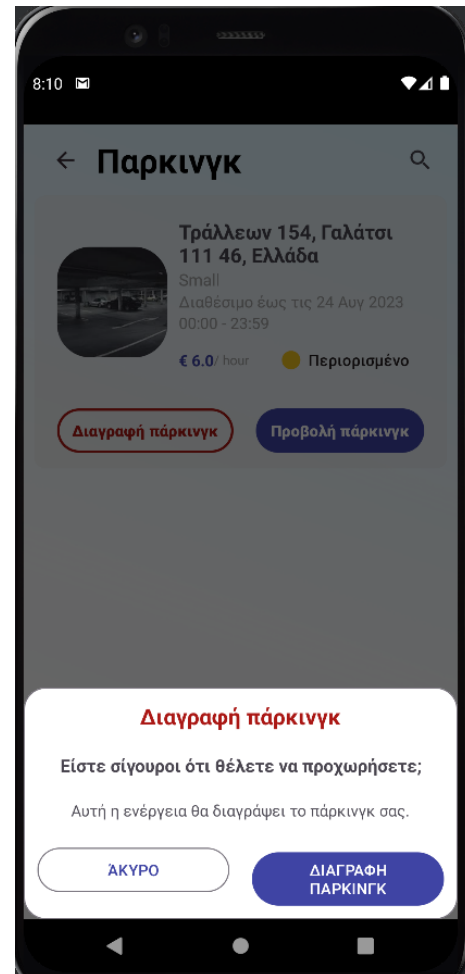 8:10
Παρκινγκ
Τράλλεων 154, Γαλάτσι
111 46, Ελλάδα
Small
Διαθέσιμο έως τις 24 Αυγ 2023
00:00 - 23:59
€ 6.0/ hour
Περιορισμένο
Διαγραφή πάρκινγκ
Προβολή πάρκινγκ
Διαγραφή πάρκινγκ
Είστε σίγουροι ότι θέλετε να προχωρήσετε;
Αυτή η ενέργεια θα διαγράψει το πάρκινγκ σας.
ΆΚΥΡΟ
ΔΙΑΓΡΑΦΗ
ΠΑΡΚΙΝΓΚ